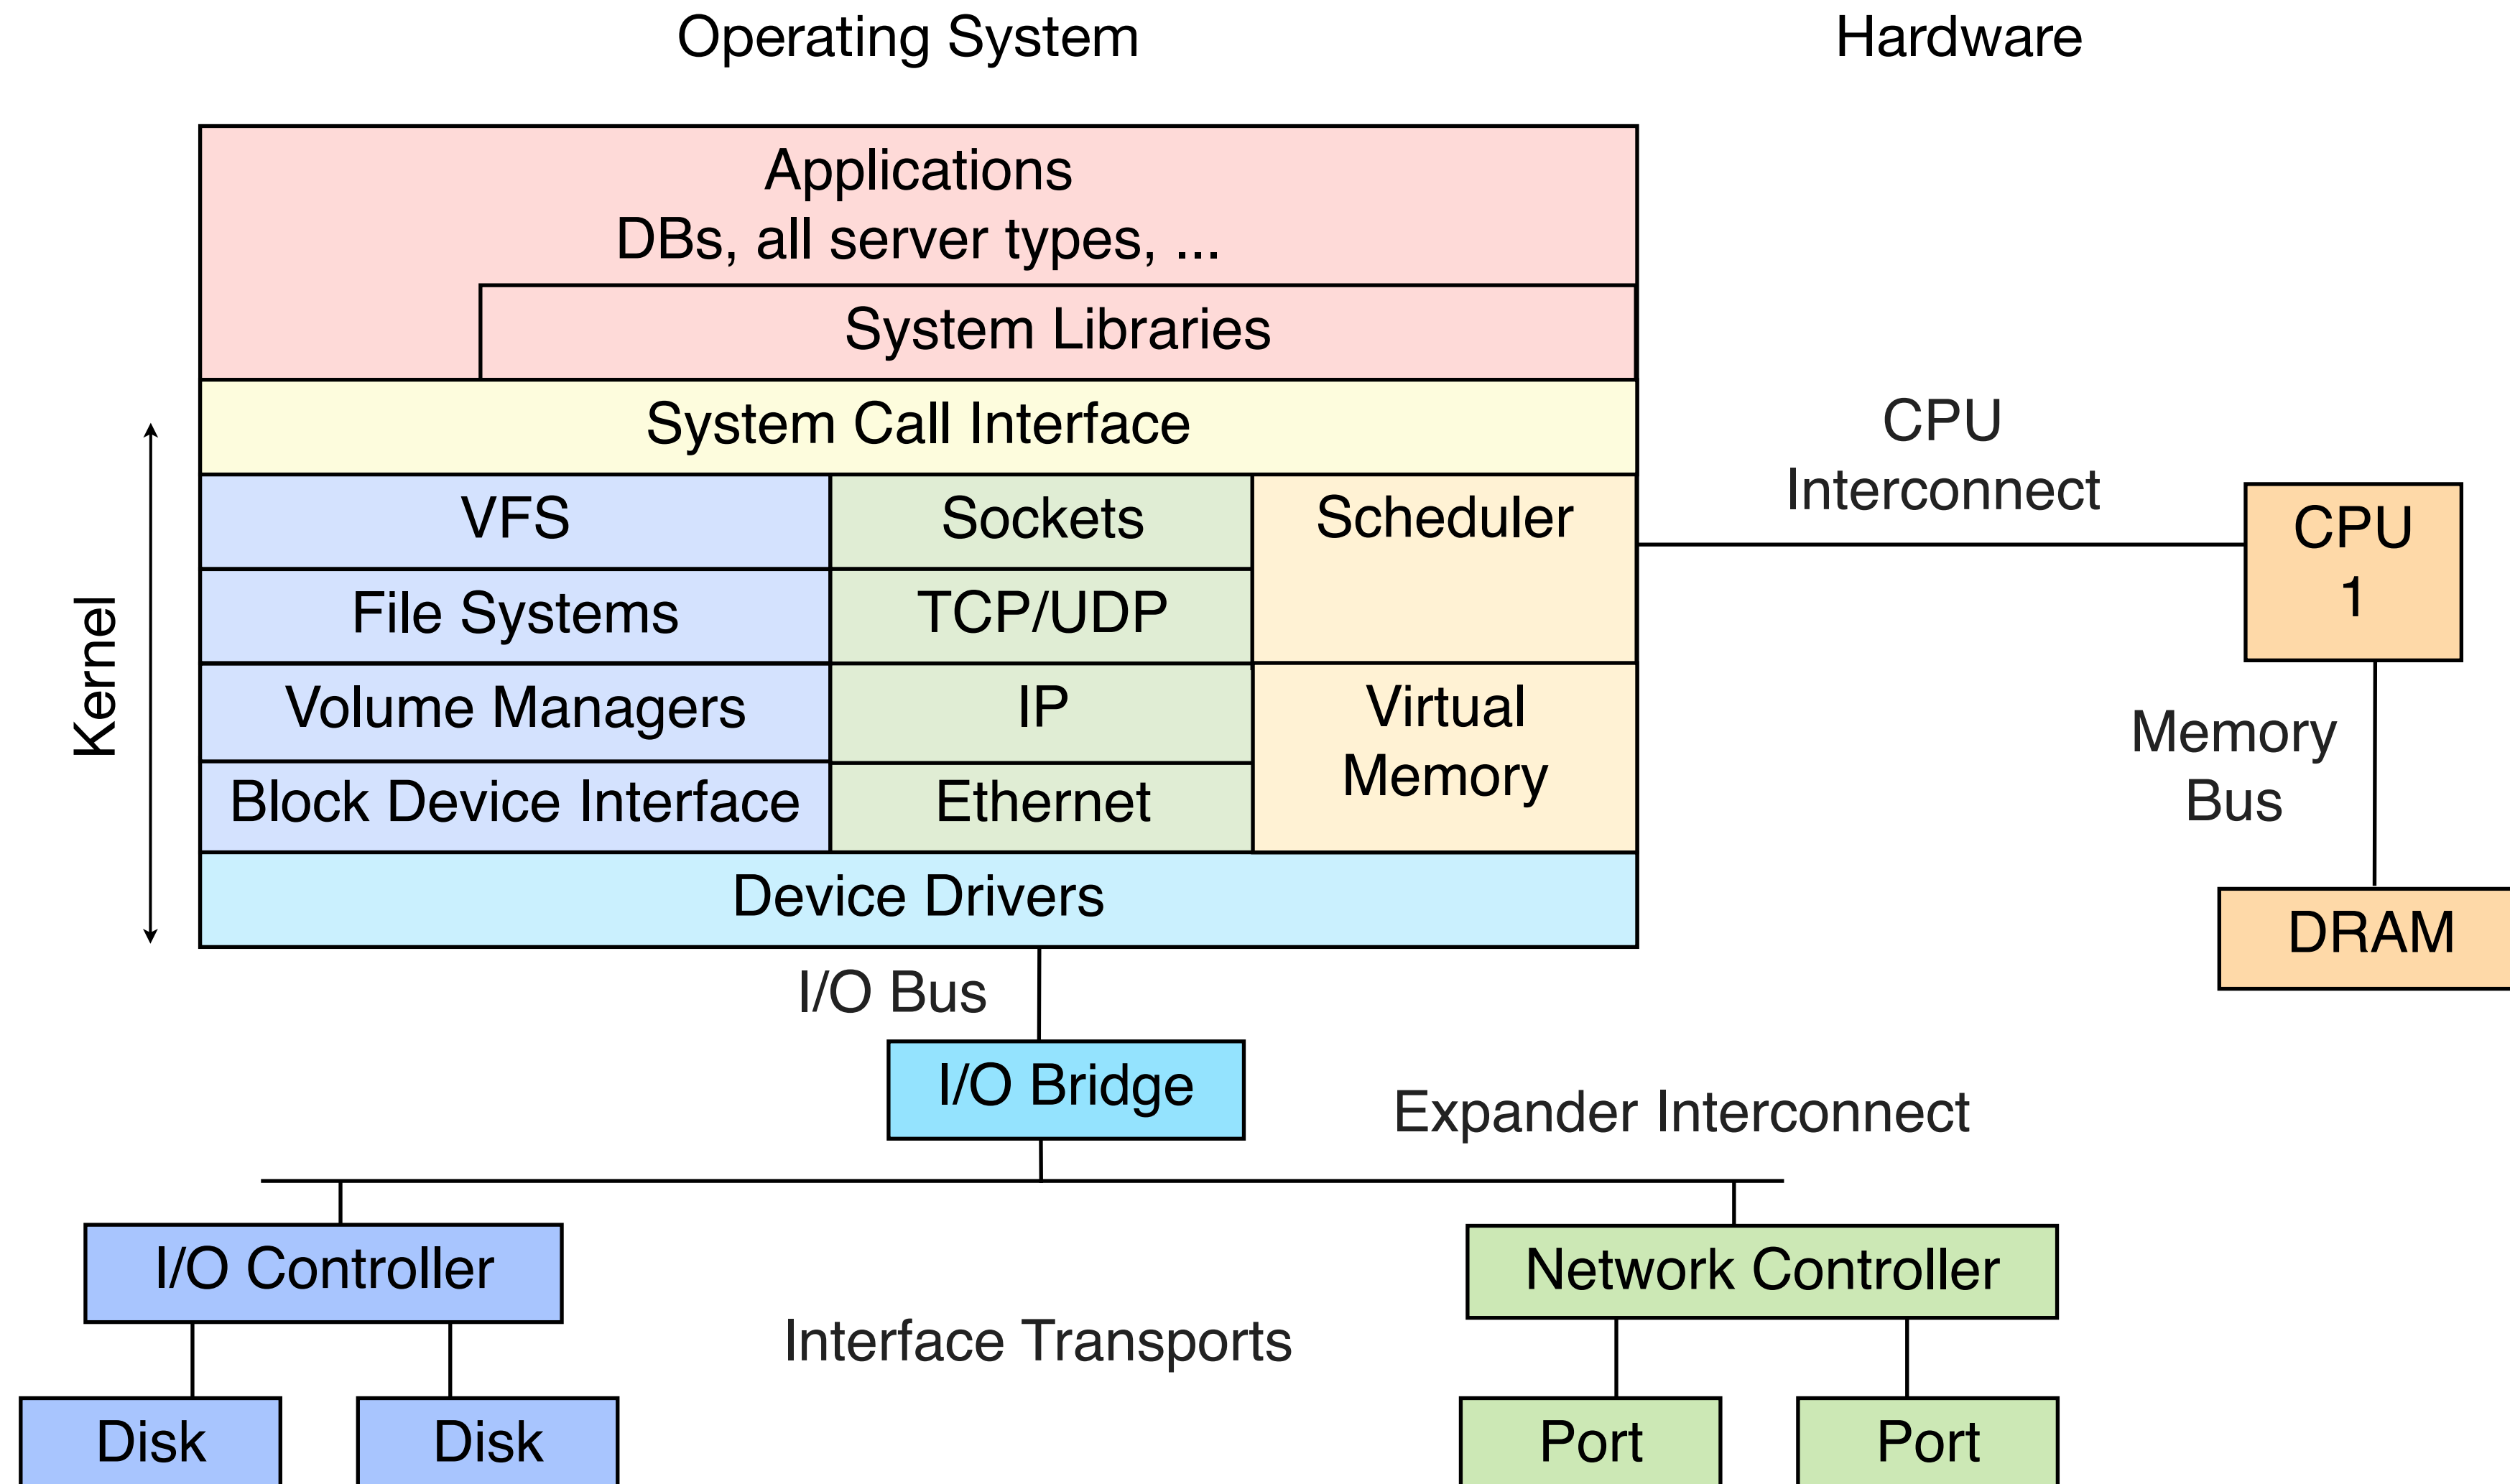 Operating System
Hardware
Applications
DBs, all server types, ...
System Libraries
System Call Interface
CPU
Interconnect
VFS
Sockets
Scheduler
CPU
1
File Systems
TCP/UDP
Kernel
Volume Managers
IP
Virtual
Memory
Memory
Bus
Block Device Interface
Ethernet
Device Drivers
DRAM
I/O Bus
I/O Bridge
Expander Interconnect
I/O Controller
Network Controller
Interface Transports
Disk
Disk
Port
Port